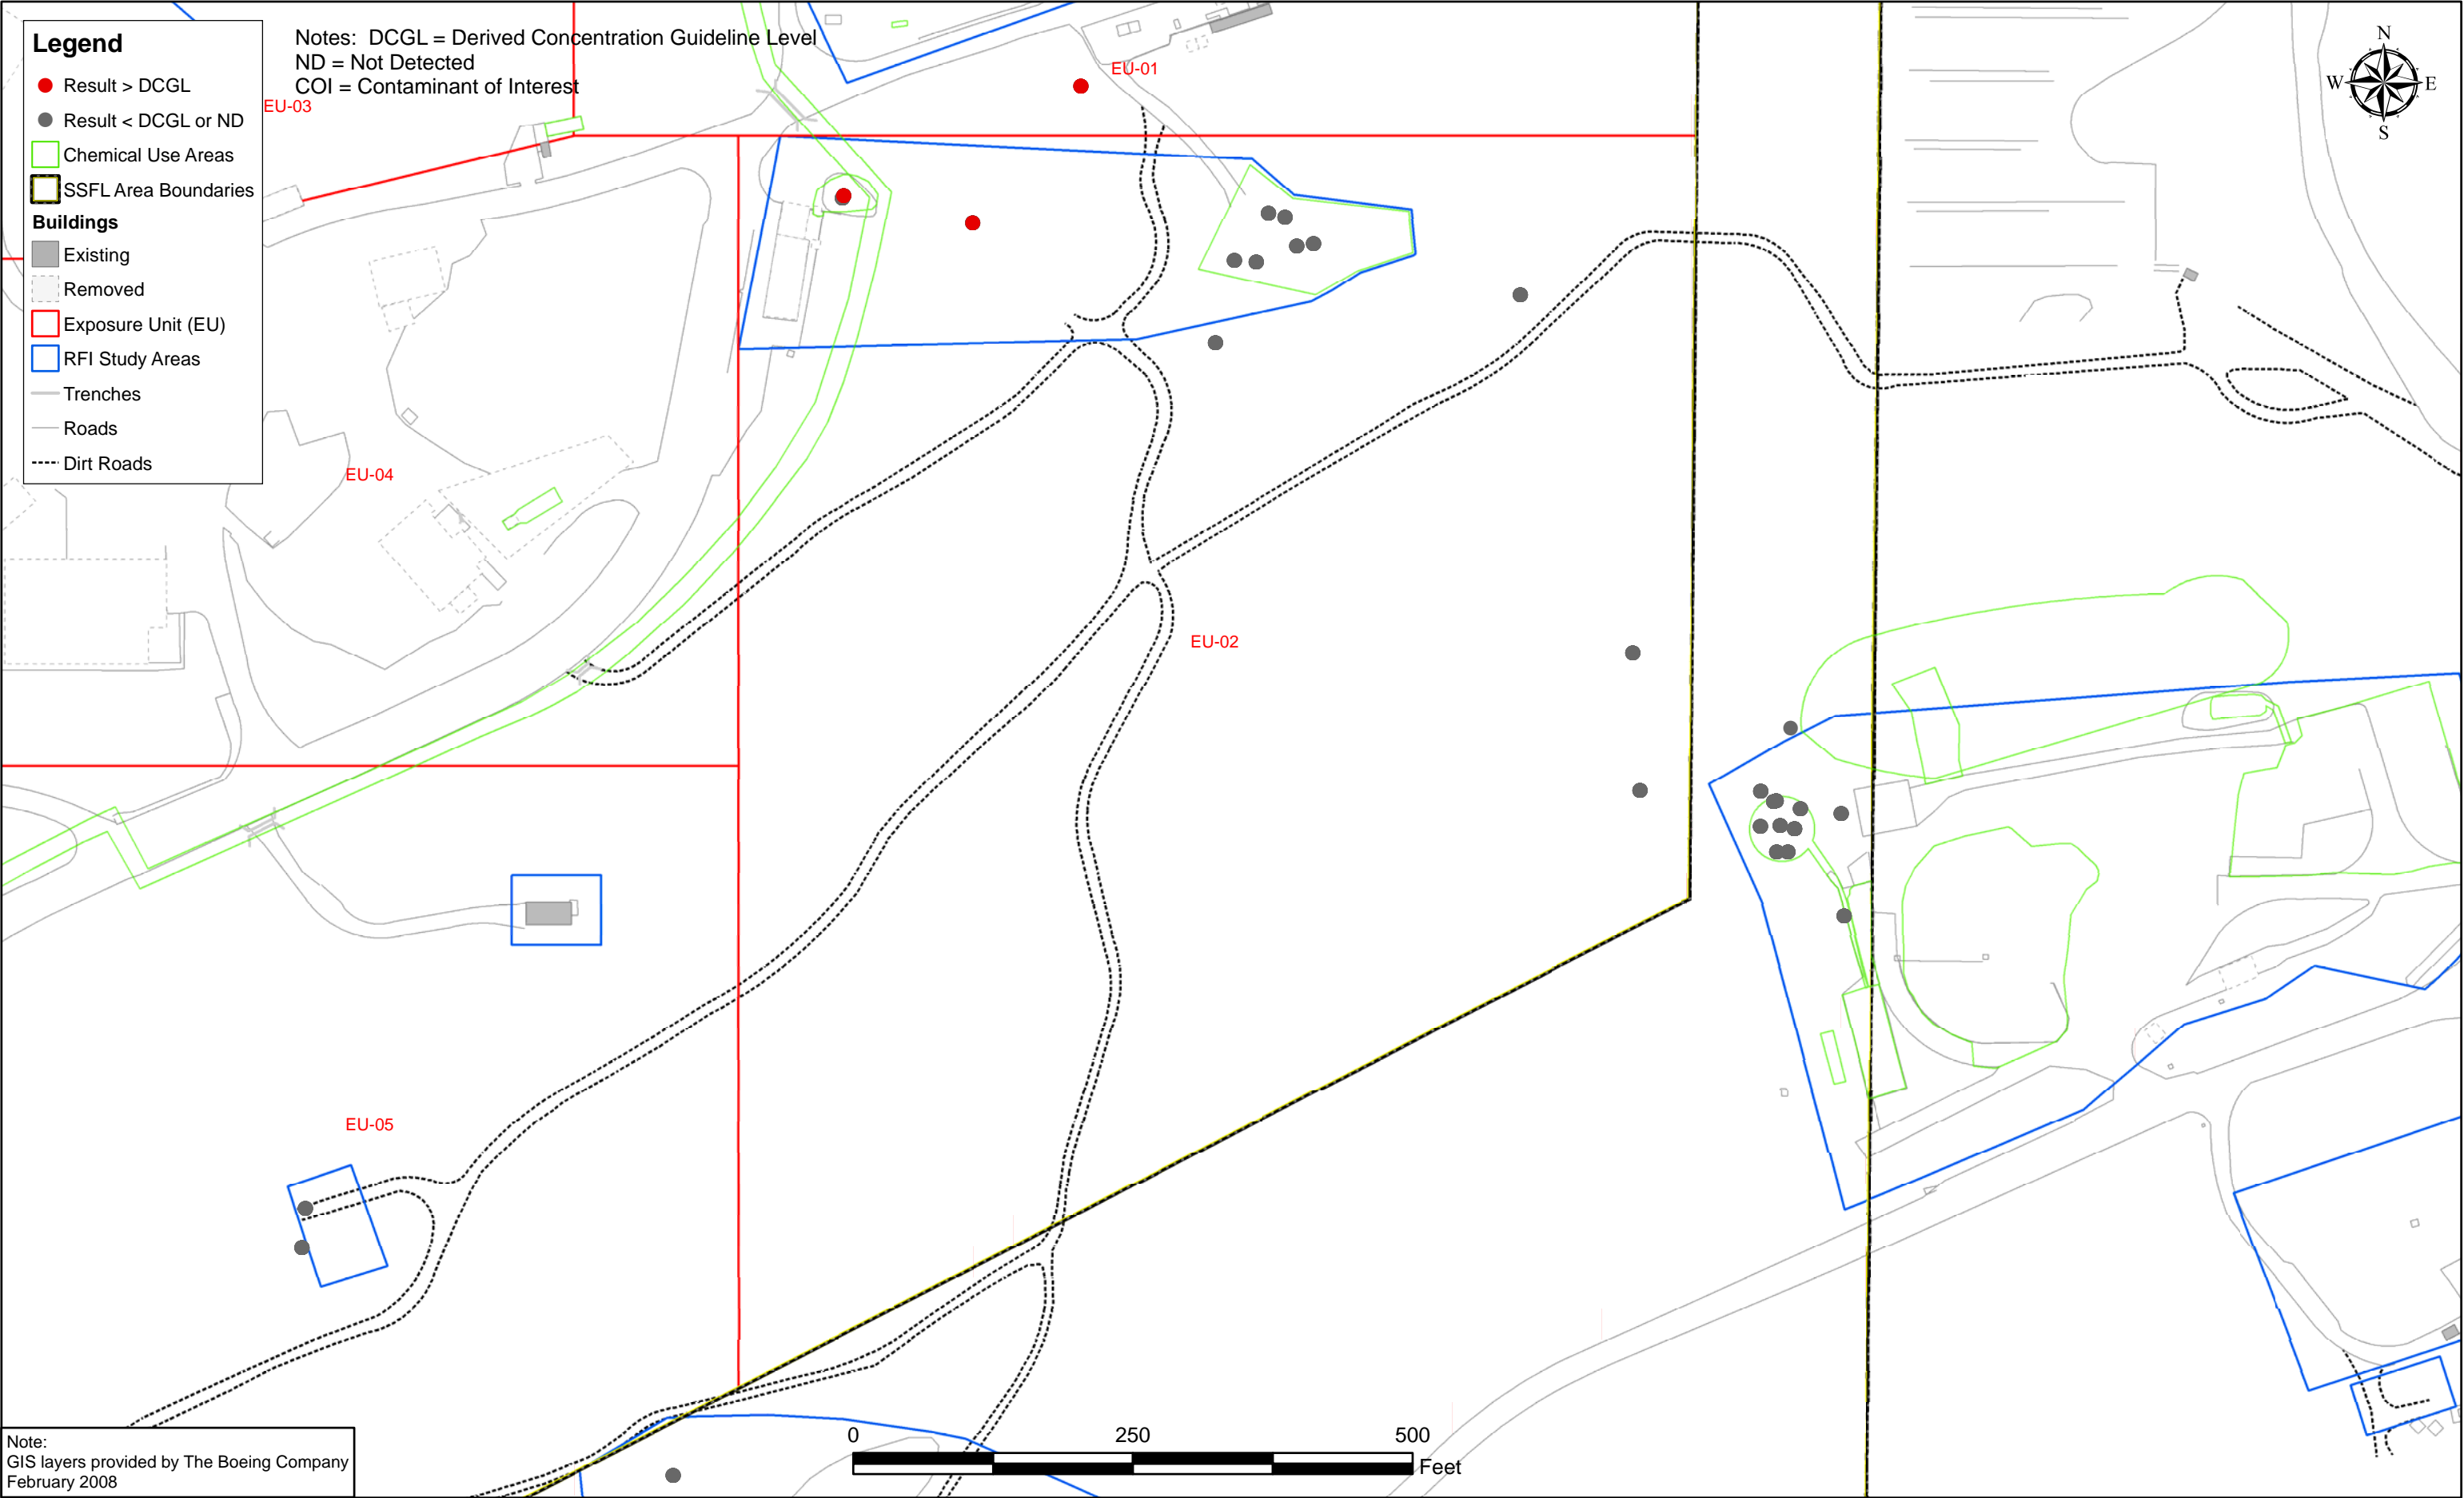 Legend
Result > DCGL
Result < DCGL or ND
Chemical Use Areas
SSFL Area Boundaries
Buildings
Existing
Removed
Exposure Unit (EU)
RFI Study Areas
Trenches
Roads
Dirt Roads
Notes: DCGL = Derived Concentration Guideline Level
ND = Not Detected
COI = Contaminant of Interest
N
W
E
S
EU-01
EU-03
EU-04
EU-02
EU-05
0
250
500
Feet
Note:
GIS layers provided by The Boeing Company
February 2008